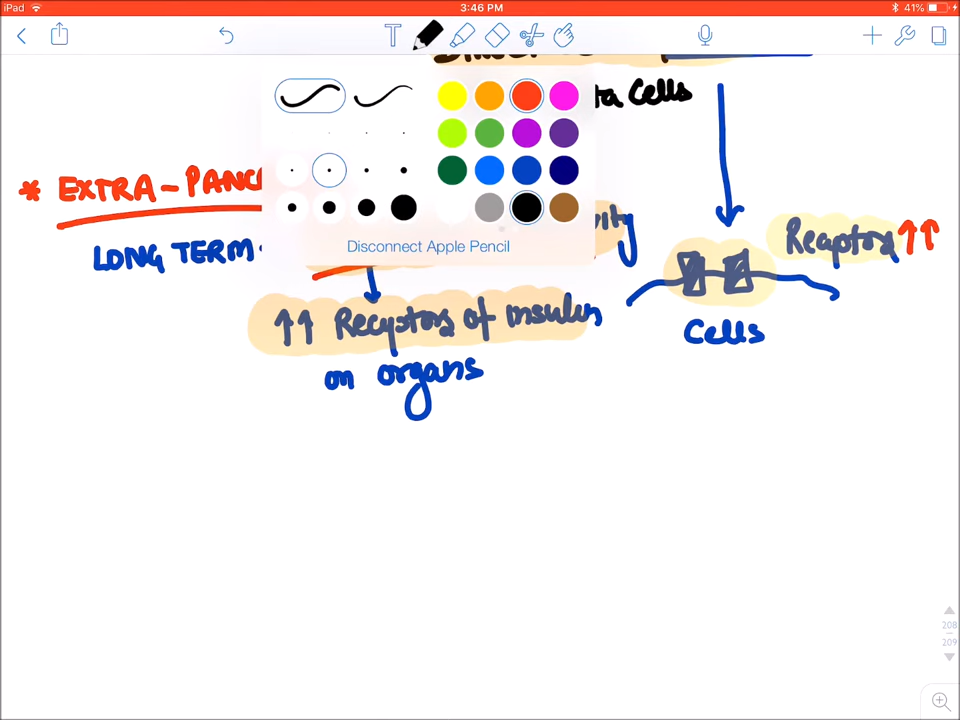 iPad 3:46 PM 41%
T
ta Cells
* EXTRA-PANC
Disconnect Apple Pencil
ity
Reaptors ↑↑
LONG TERM
↑↑ Receptors of insulin
on organs
Cells
208
209